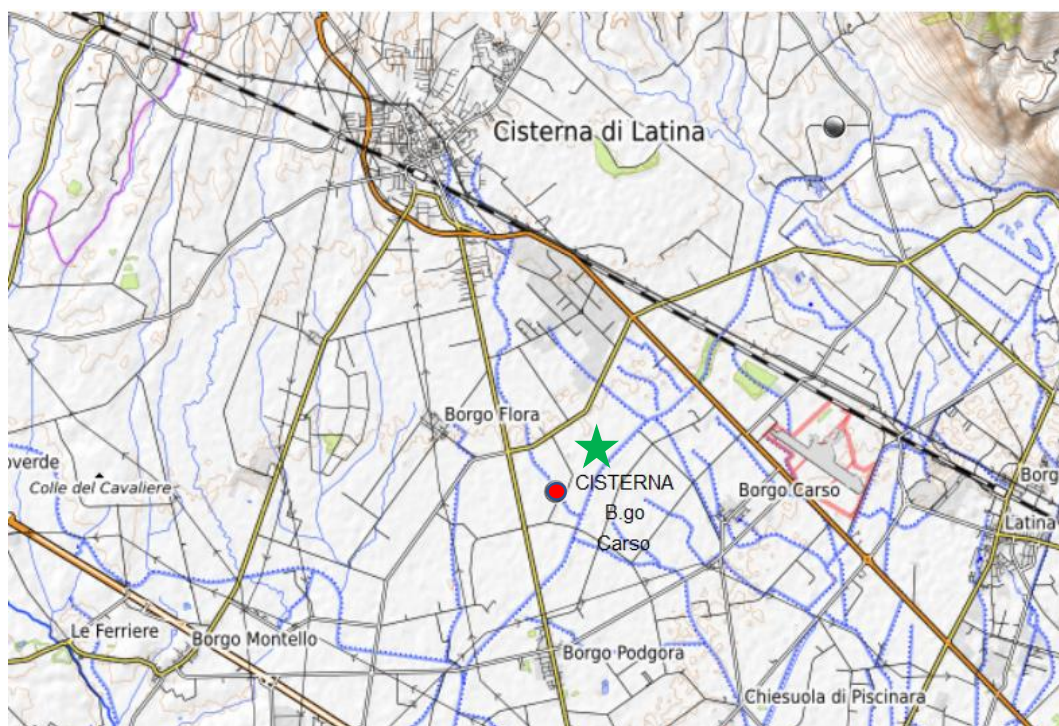 Cisterna di Latina
Borgo Flora
overde
Colle del Cavaliere
CISTERNA
B.go
Carso
Borgo Carso
Borg
Latina
Le Ferriere
Borgo Montello
Borgo Podgora
Chiesuola di Piscinara